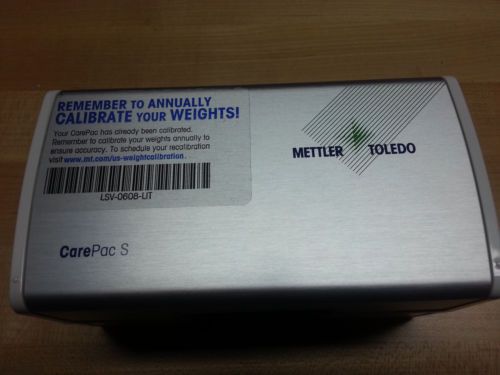 REMEMBER TO ANNUALLY
CALIBRATE YOUR WEIGHTS!
Your CarePac has already been calibrated.
Remember to calibrate your weights annually to
ensure accuracy. To schedule your recalibration
visit www.mt.com/us-weightcalibration.
LSV-0608-LIT
METTLER TOLEDO
CarePac S